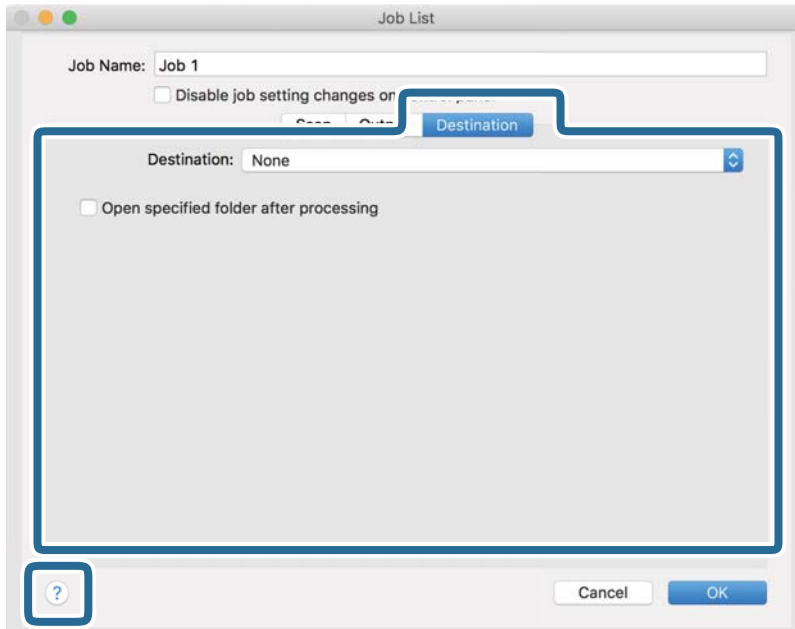 Job List
Job Name: Job 1
Disable job setting changes on
Destination
Destination: None
Open specified folder after processing
?
Cancel OK